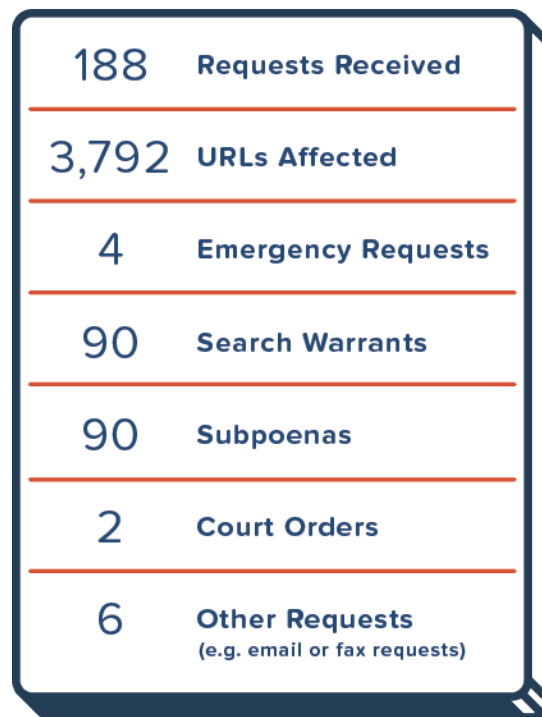 188 Requests Received
3,792 URLs Affected
4 Emergency Requests
90 Search Warrants
90 Subpoenas
2 Court Orders
6 Other Requests
(e.g. email or fax requests)